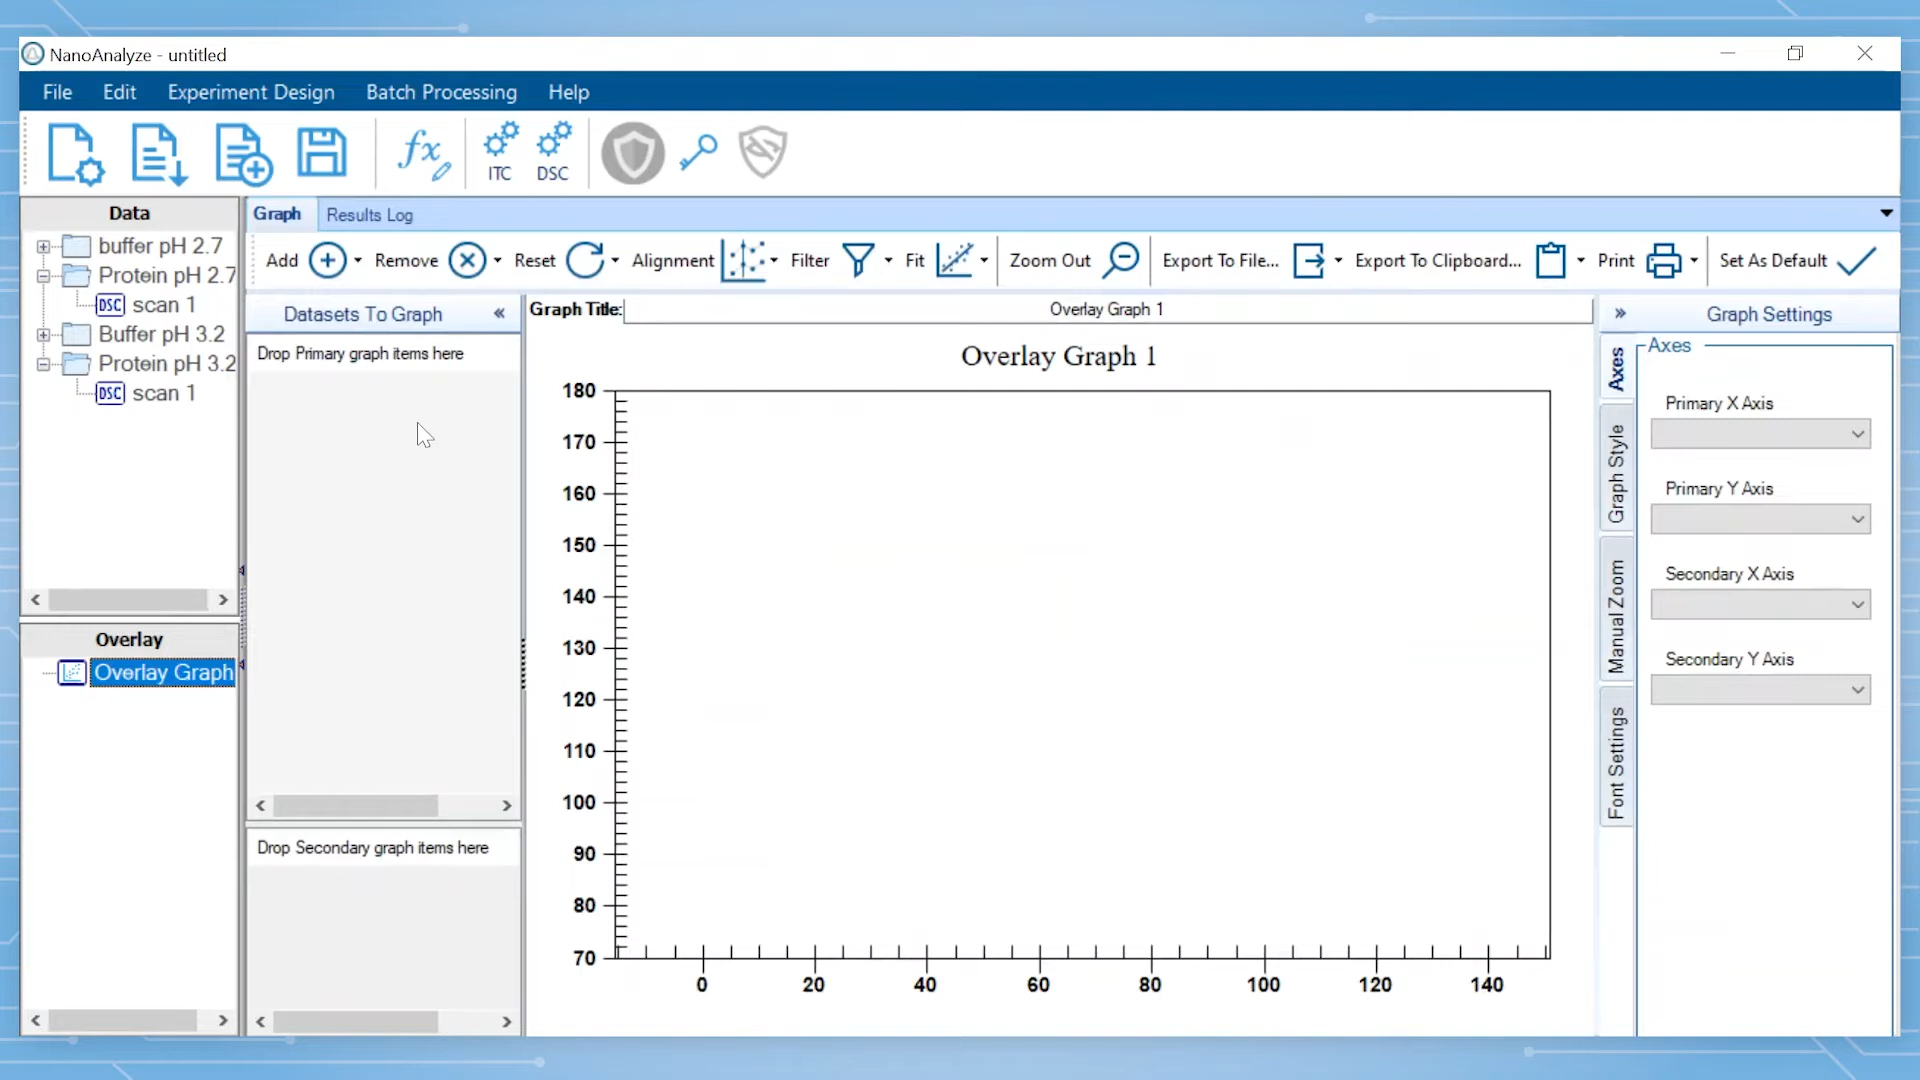 NanoAnalyze - untitled
File Edit Experiment Design Batch Processing Help
fx
ITC DSC
Data
buffer pH 2.7
Protein pH 2.7
DSC scan 1
Buffer pH 3.2
Protein pH 3.2
DSC scan 1
Overlay
Overlay Graph
Graph Results Log
Add Remove Reset Alignment Filter Fit Zoom Out Export To File... Export To Clipboard... Print Set As Default
Datasets To Graph
Drop Primary graph items here
Drop Secondary graph items here
Graph Title: Overlay Graph 1
Overlay Graph 1
180
170
160
150
140
130
120
110
100
90
80
70
0 20 40 60 80 100 120 140
Graph Settings
Axes
Graph Style
Manual Zoom
Font Settings
Axes
Primary X Axis
Primary Y Axis
Secondary X Axis
Secondary Y Axis